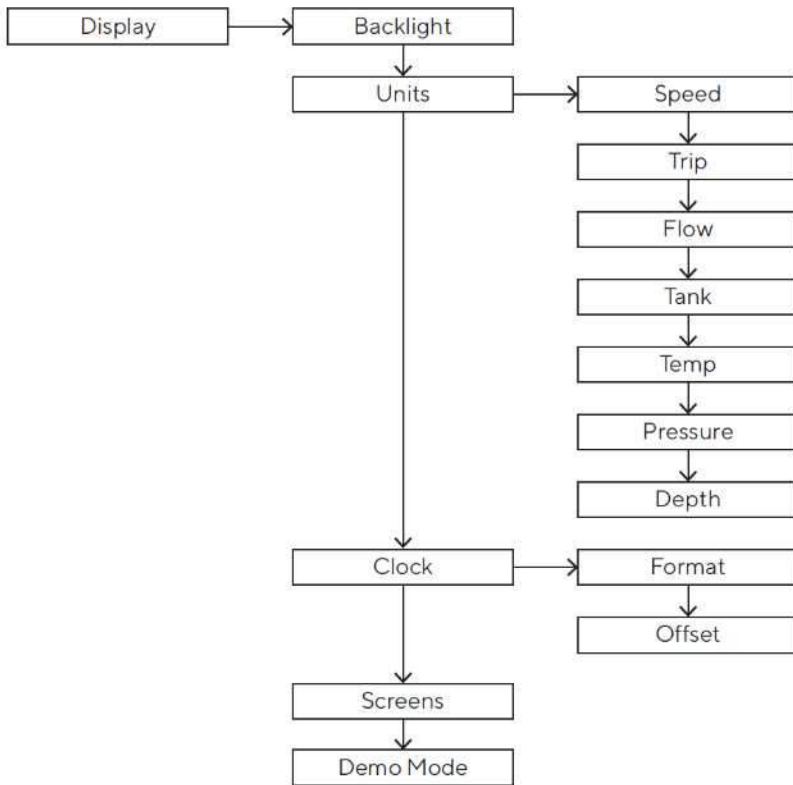 Display
Backlight
Units
Speed
Trip
Flow
Tank
Temp
Pressure
Depth
Clock
Format
Offset
Screens
Demo Mode